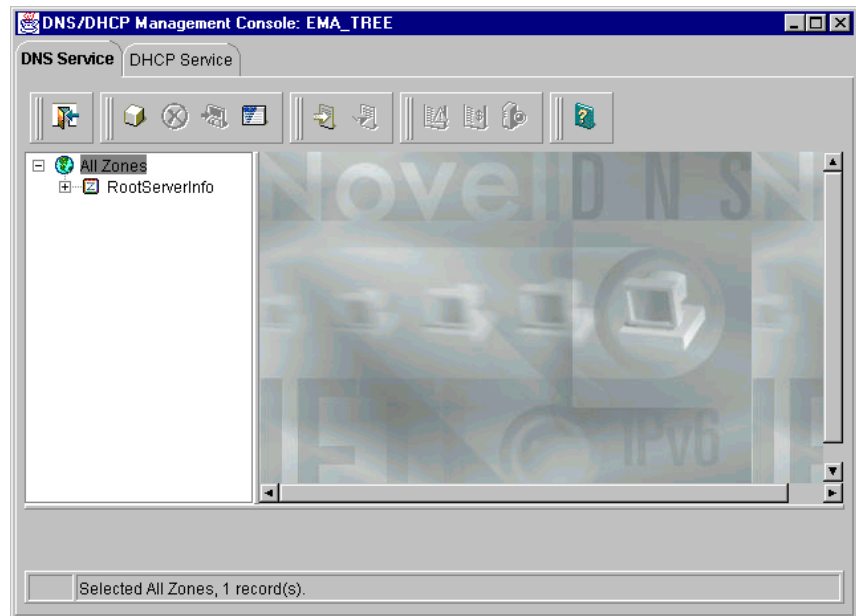 DNS/DHCP Management Console: EMA_TREE
DNS Service DHCP Service
All Zones
RootServerInfo
Novell DNS N
IPv6
Selected All Zones, 1 record(s).